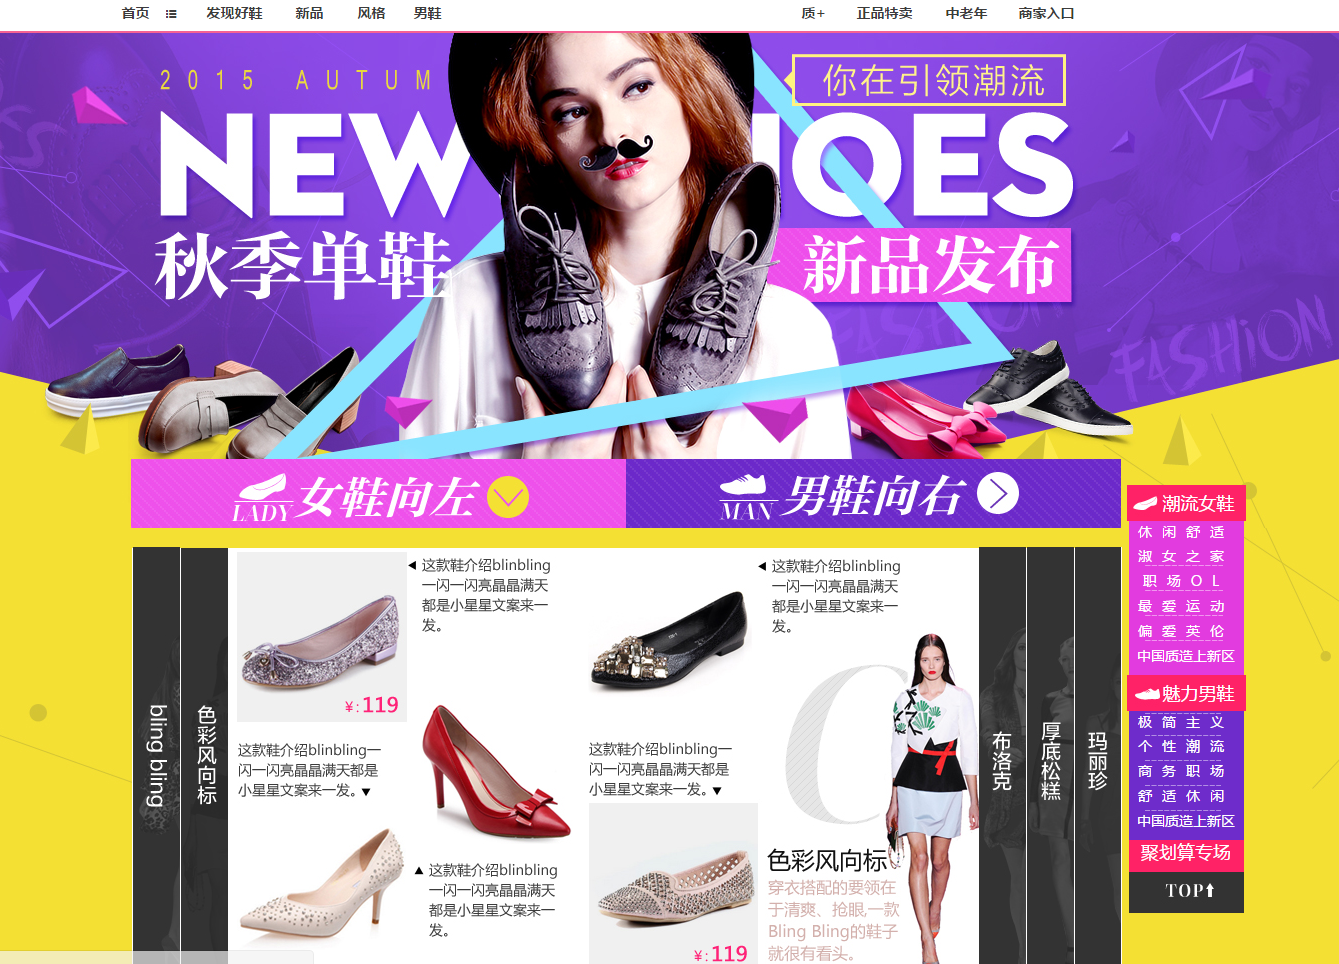 首页
发现好鞋
新品
风格
男鞋
质+
正品特卖
中老年
商家入口
2015 AUTUM
你在引领潮流
NEW
HOES
秋季单鞋
新品发布
FASHION
LADY
女鞋向左
MAN
男鞋向右
bling bling
色彩风向标
这款鞋介绍blinbling
一闪一闪亮晶晶满天
都是小星星文案来一
发。
¥:119
这款鞋介绍blinbling一
闪一闪亮晶晶满天都是
小星星文案来一发。
这款鞋介绍blinbling
一闪一闪亮晶晶满天
都是小星星文案来一
发。
这款鞋介绍blinbling
一闪一闪亮晶晶满天
都是小星星文案来一
发。
这款鞋介绍blinbling一
闪一闪亮晶晶满天都是
小星星文案来一发。
¥:119
C
色彩风向标
穿衣搭配的要领在
于清爽、抢眼,一款
Bling Bling的鞋子
就很有看头。
布洛克
厚底松糕
玛丽珍
潮流女鞋
休闲舒适
淑女之家
职场OL
最爱运动
偏爱英伦
中国质造上新区
魅力男鞋
极简主义
个性潮流
商务职场
舒适休闲
中国质造上新区
聚划算专场
TOP